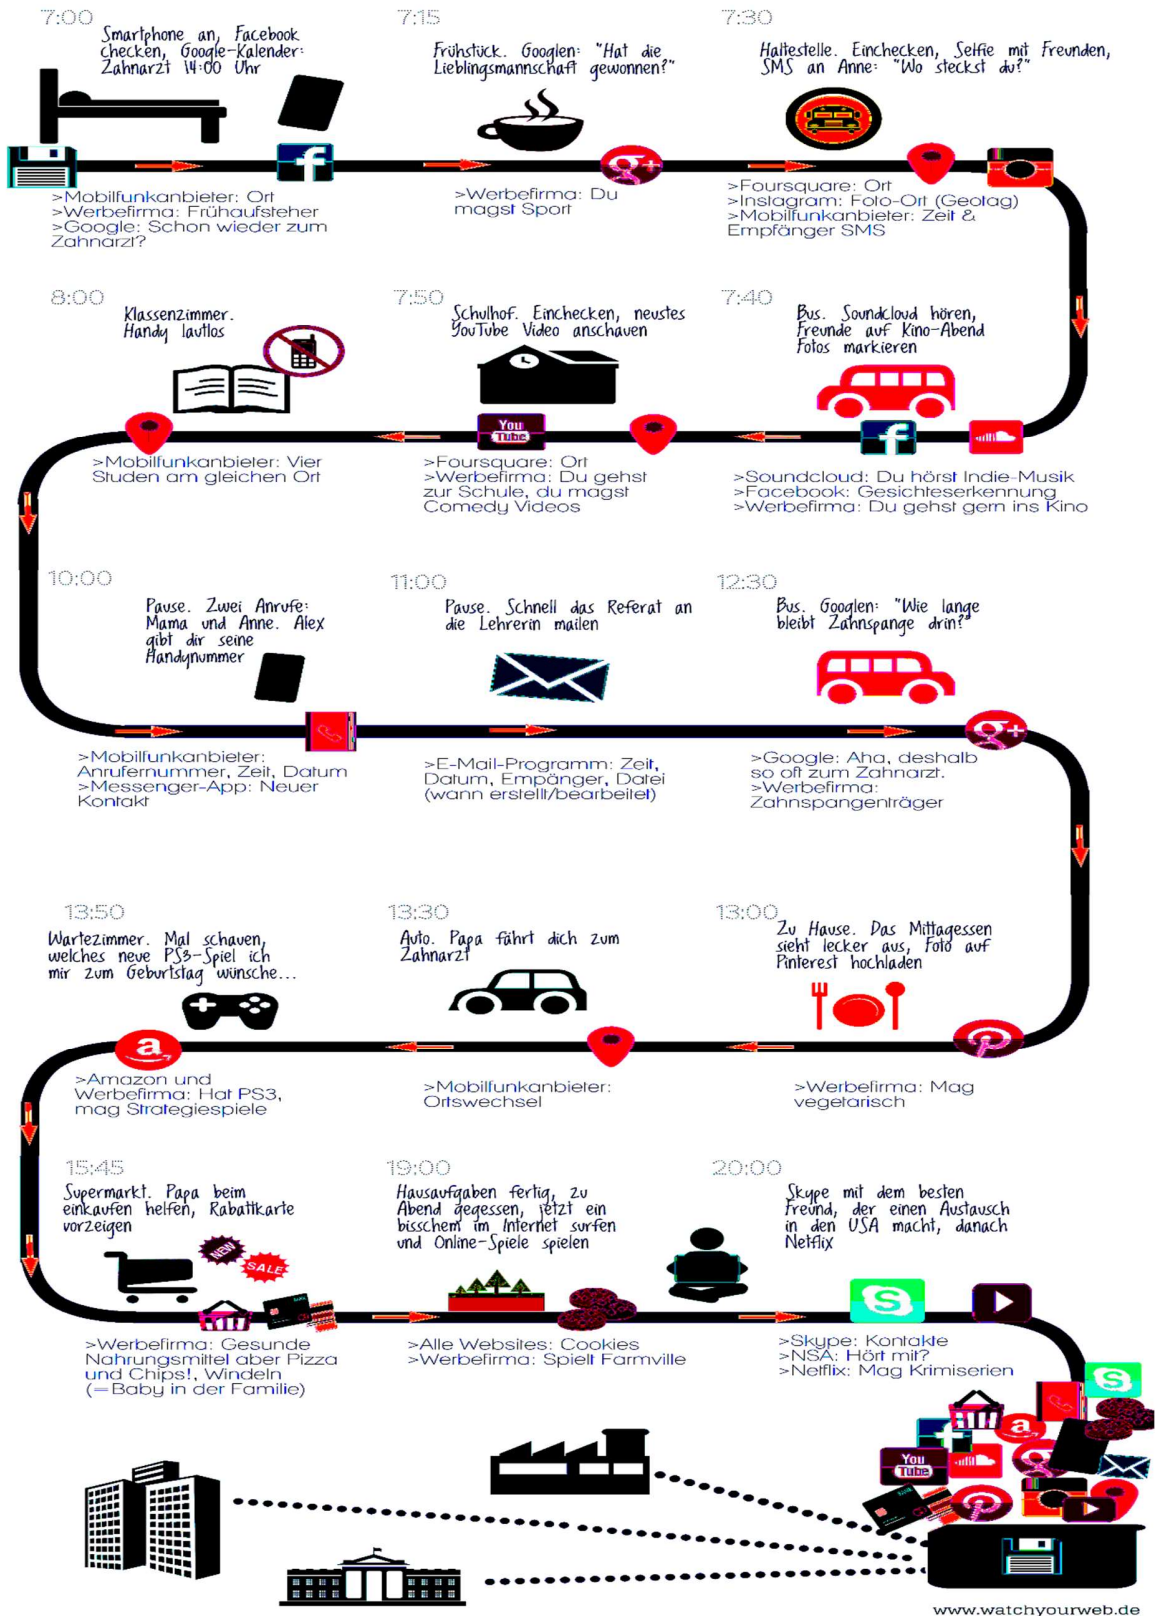 7:00
Smartphone an, Facebook
checken, Google-Kalender:
Zahnarzt 14:00 Uhr
>Mobilfunkanbieter: Ort
>Werbefirma: Frühaufsteher
>Google: Schon wieder zum
Zahnarzt?
7:15
Frühstück. Googlen: "Hat die
Lieblingsmannschaft gewonnen?"
g+
>Werbefirma: Du
magst Sport
7:30
Haltestelle. Einchecken, Selfie mit Freunden,
SMS an Anne: "Wo steckst du?"
>Foursquare: Ort
>Instagram: Foto-Ort (Geotag)
>Mobilfunkanbieter: Zeit &
Empfänger SMS
7:40
Bus. Soundcloud hören,
Freunde auf Kino-Abend
Fotos markieren
>Soundcloud: Du hörst Indie-Musik
>Facebook: Gesichteserkennung
>Werbefirma: Du gehst gern ins Kino
7:50
Schulhof. Einchecken, neustes
YouTube Video anschauen
You
Tube
>Foursquare: Ort
>Werbefirma: Du gehst
zur Schule, du magst
Comedy Videos
8:00
Klassenzimmer.
Handy lautlos
>Mobilfunkanbieter: Vier
Studen am gleichen Ort
10:00
Pause. Zwei Anrufe:
Mama und Anne. Alex
gibt dir seine
Handynummer
>Mobilfunkanbieter:
Anrufernummer, Zeit, Datum
>Messenger-App: Neuer
Kontakt
11:00
Pause. Schnell das Referat an
die Lehrerin mailen
>E-Mail-Programm: Zeit,
Datum, Empänger, Datei
(wann erstellt/bearbeitet)
12:30
Bus. Googlen: "Wie lange
bleibt Zahnspange drin?"
g+
>Google: Aha, deshalb
so oft zum Zahnarzt.
>Werbefirma:
Zahnspangenträger
13:00
Zu Hause. Das Mittagessen
sieht lecker aus, Foto auf
Pinterest hochladen
>Werbefirma: Mag
vegetarisch
13:30
Auto. Papa fährt dich zum
Zahnarzt
>Mobilfunkanbieter:
Ortswechsel
13:50
Wartezimmer. Mal schauen,
welches neue PS3-Spiel ich
mir zum Geburtstag wünsche...
>Amazon und
Werbefirma: Hat PS3,
mag Strategiespiele
15:45
Supermarkt. Papa beim
einkaufen helfen, Rabattkarte
vorzeigen
NEW
SALE
>Werbefirma: Gesunde
Nahrungsmittel aber Pizza
und Chips!, Windeln
(=Baby in der Familie)
19:00
Hausaufgaben fertig, zu
Abend gegessen, jetzt ein
bisschem im Internet surfen
und Online-Spiele spielen
>Alle Websites: Cookies
>Werbefirma: Spielt Farmville
20:00
Skype mit dem besten
Freund, der einen Austausch
in den USA macht, danach
Netflix
>Skype: Kontakte
>NSA: Hört mit?
>Netflix: Mag Krimiserien
You
Tube
www.watchyourweb.de